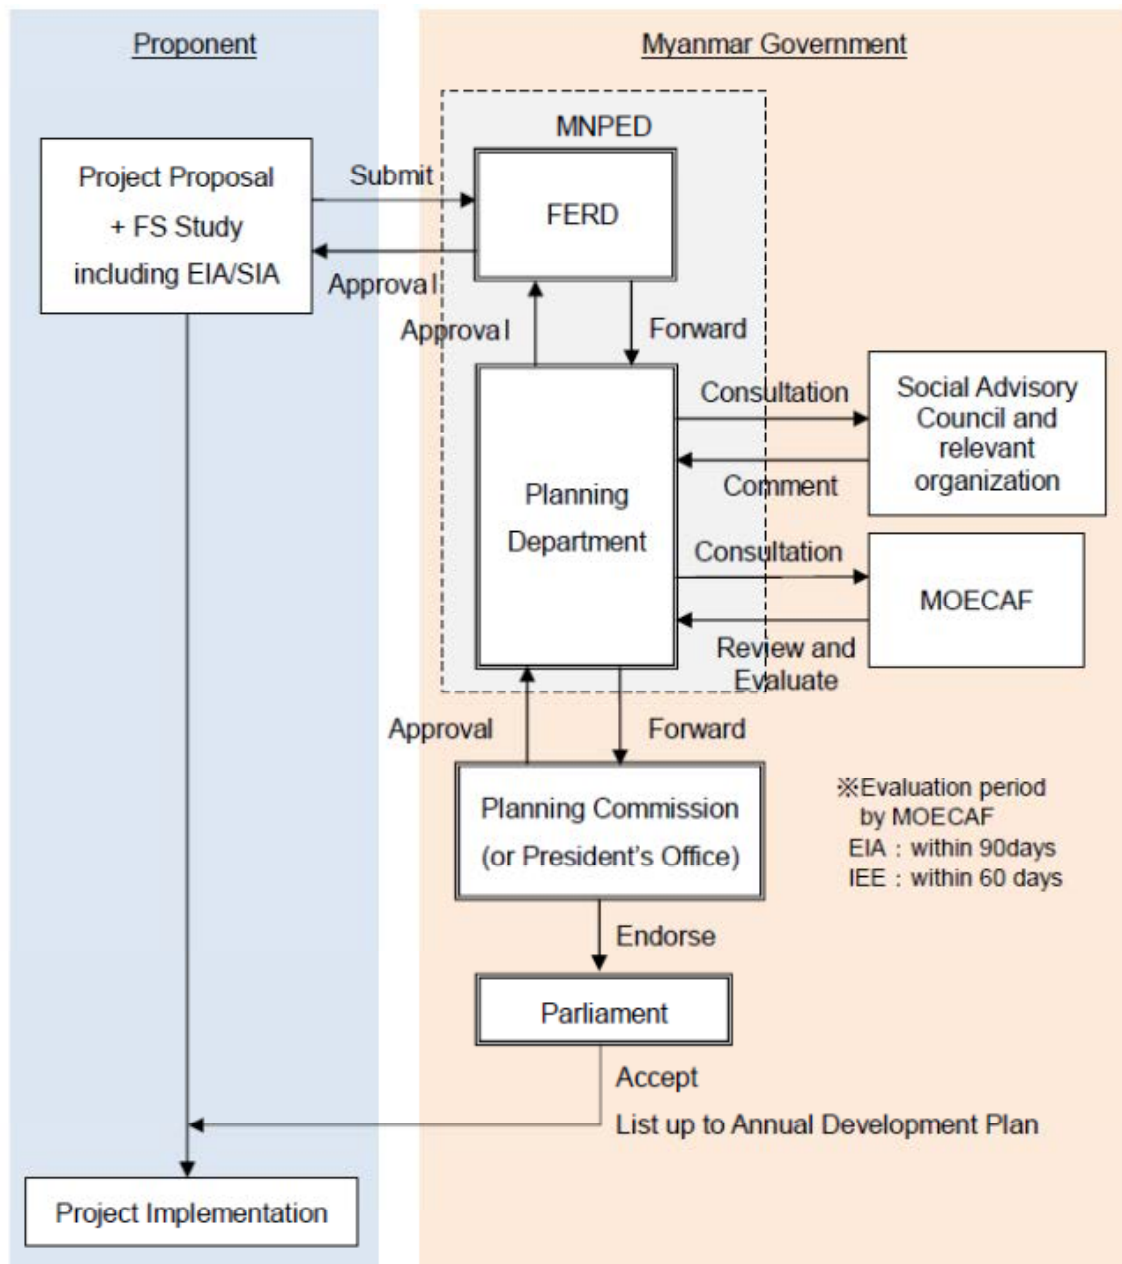 Proponent
Myanmar Government
MNPED
Project Proposal
+ FS Study
including EIA/SIA
Submit
Approval
FERD
Approval
Forward
Planning
Department
Consultation
Comment
Social Advisory
Council and
relevant
organization
Consultation
Review and
Evaluate
MOECAF
Approval
Forward
Planning Commission
(or President's Office)
※Evaluation period
by MOECAF
EIA : within 90days
IEE : within 60 days
Endorse
Parliament
Accept
List up to Annual Development Plan
Project Implementation